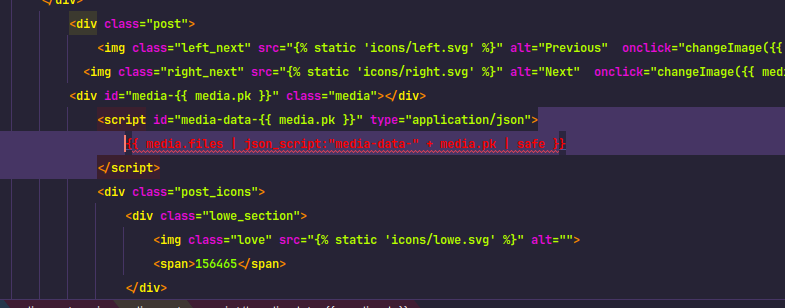 </div>
<div class="post">
<img class="left_next" src="{% static 'icons/left.svg' %}" alt="Previous"  onclick="changeImage({{
<img class="right_next" src="{% static 'icons/right.svg' %}" alt="Next"  onclick="changeImage({{ med
<div id="media-{{ media.pk }}" class="media"></div>
<script id="media-data-{{ media.pk }}" type="application/json">
{{ media.files | json_script:"media-data-" + media.pk | safe }}
</script>
<div class="post_icons">
<div class="lowe_section">
<img class="love" src="{% static 'icons/lowe.svg' %}" alt="">
<span>156465</span>
</div>